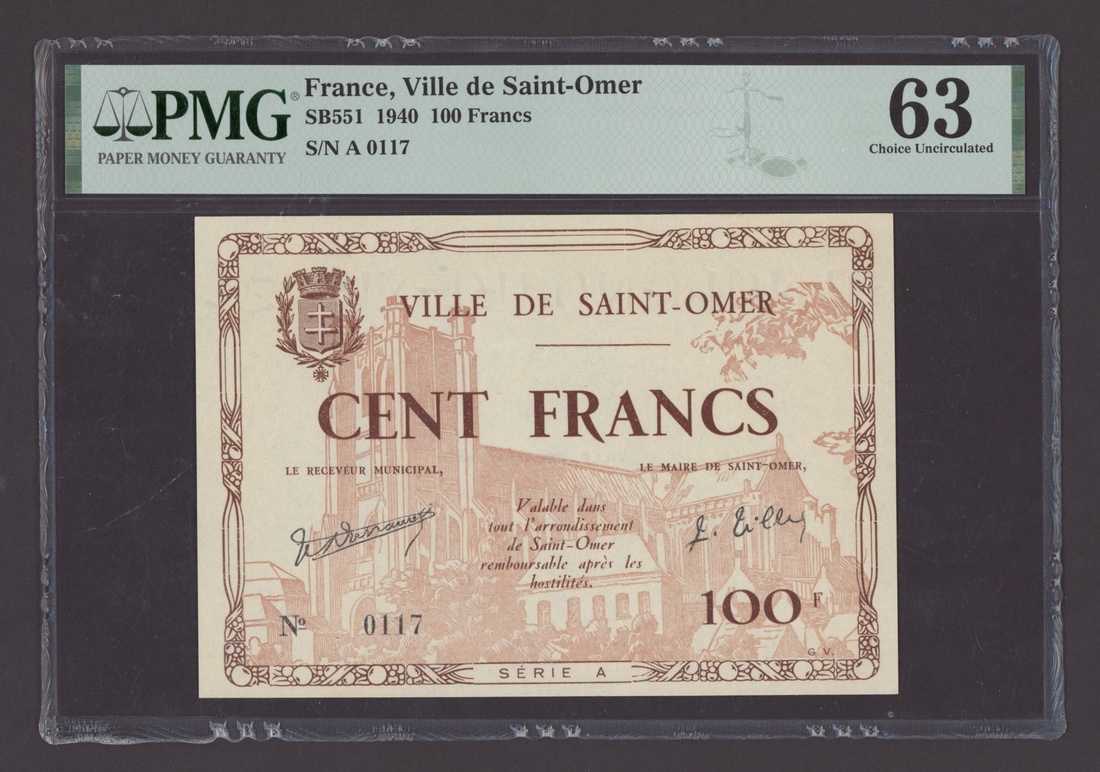 PMG®
PAPER MONEY GUARANTY
France, Ville de Saint-Omer
SB551 1940 100 Francs
S/N A 0117
63
Choice Uncirculated
VILLE DE SAINT-OMER
CENT FRANCS
LE RECEVEUR MUNICIPAL,
LE MAIRE DE SAINT-OMER,
Valable dans
tout l'arrondissement
de Saint-Omer
remboursable après les
hostilités.
Nº 0117
100 F
G.V.
SÉRIE A